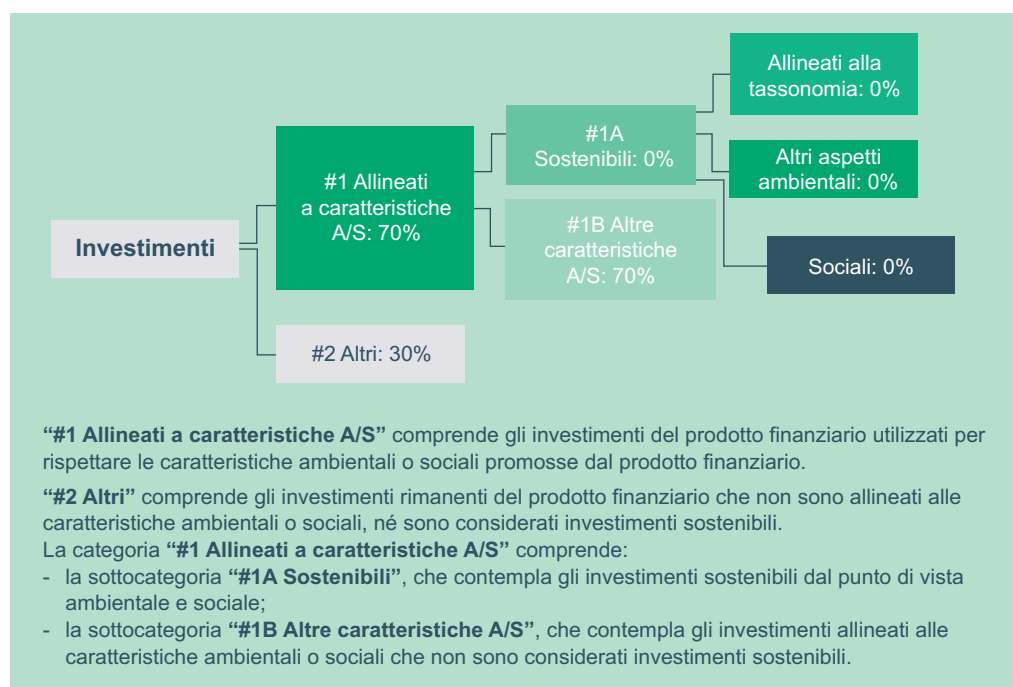 Investimenti
#1 Allineati
a caratteristiche
A/S: 70%
#2 Altri: 30%
#1A
Sostenibili: 0%
#1B Altre
caratteristiche
A/S: 70%
Allineati alla
tassonomia: 0%
Altri aspetti
ambientali: 0%
Sociali: 0%
“#1 Allineati a caratteristiche A/S” comprende gli investimenti del prodotto finanziario utilizzati per
rispettare le caratteristiche ambientali o sociali promosse dal prodotto finanziario.
“#2 Altri” comprende gli investimenti rimanenti del prodotto finanziario che non sono allineati alle
caratteristiche ambientali o sociali, né sono considerati investimenti sostenibili.
La categoria “#1 Allineati a caratteristiche A/S” comprende:
- la sottocategoria “#1A Sostenibili”, che contempla gli investimenti sostenibili dal punto di vista
ambientale e sociale;
- la sottocategoria “#1B Altre caratteristiche A/S”, che contempla gli investimenti allineati alle
caratteristiche ambientali o sociali che non sono considerati investimenti sostenibili.